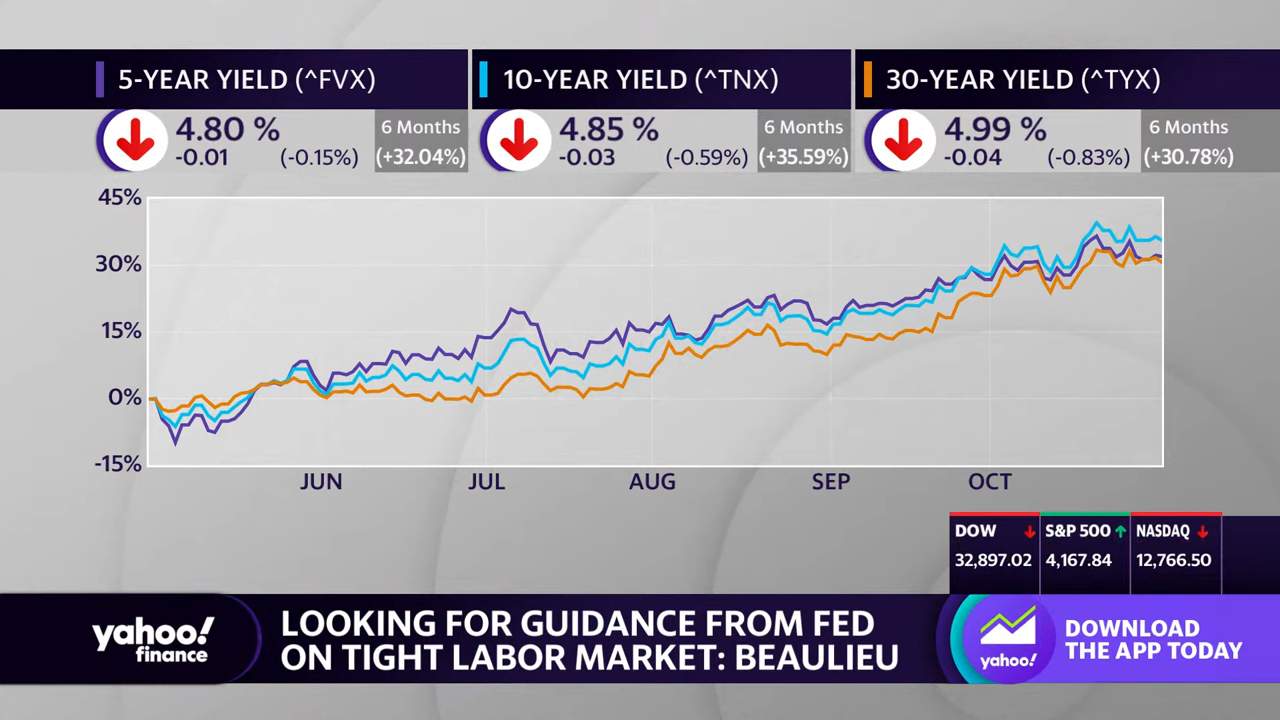 5-YEAR YIELD (^FVX)
4.80 %
-0.01 (-0.15%)
6 Months
(+32.04%)
10-YEAR YIELD (^TNX)
4.85 %
-0.03 (-0.59%)
6 Months
(+35.59%)
30-YEAR YIELD (^TYX)
4.99 %
-0.04 (-0.83%)
6 Months
(+30.78%)
45%
30%
15%
0%
-15%
JUN JUL AUG SEP OCT
DOW
32,897.02
S&P 500
4,167.84
NASDAQ
12,766.50
yahoo!
finance
LOOKING FOR GUIDANCE FROM FED
ON TIGHT LABOR MARKET: BEAULIEU
yahoo!
DOWNLOAD
THE APP TODAY